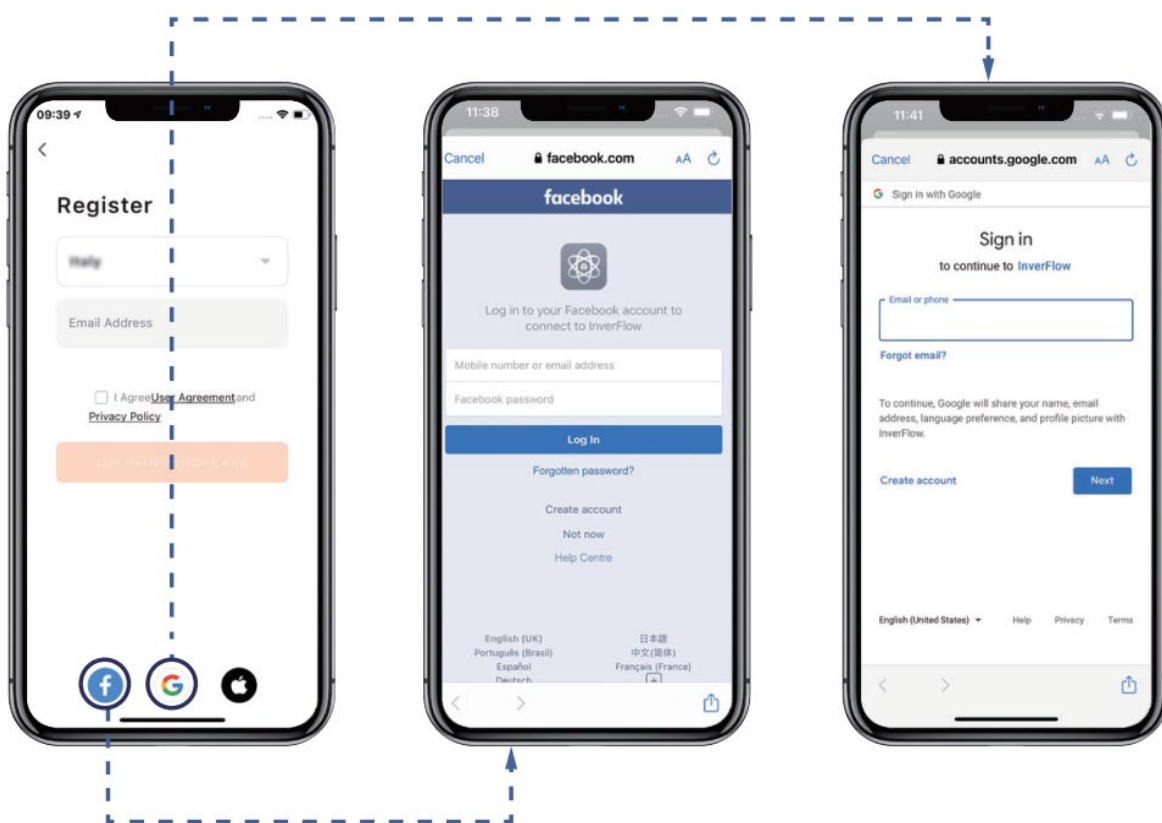 09:39
Register
Italy
Email Address
I Agree User Agreement and
Privacy Policy
Get Verification Code
11:38
Cancel
facebook.com
AA
facebook
Log in to your Facebook account to
connect to InverFlow
Mobile number or email address
Facebook password
Log In
Forgotten password?
Create account
Not now
Help Centre
English (UK)
日本語
Português (Brasil)
中文(简体)
Español
Français (France)
Deutsch
11:41
Cancel
accounts.google.com
AA
G Sign in with Google
Sign in
to continue to InverFlow
Email or phone
Forgot email?
To continue, Google will share your name, email
address, language preference, and profile picture with
InverFlow.
Create account
Next
English (United States)
Help
Privacy
Terms
f
G